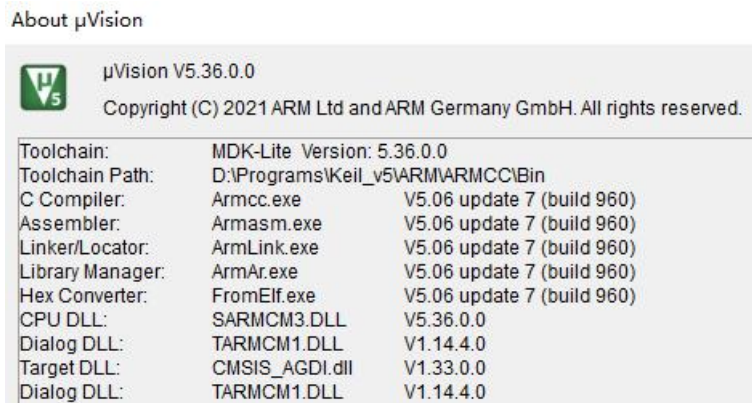 About µVision
µ5
µVision V5.36.0.0
Copyright (C) 2021 ARM Ltd and ARM Germany GmbH. All rights reserved.
Toolchain: MDK-Lite Version: 5.36.0.0
Toolchain Path: D:\Programs\Keil_v5\ARM\ARMCC\Bin
C Compiler: Armcc.exe V5.06 update 7 (build 960)
Assembler: Armasm.exe V5.06 update 7 (build 960)
Linker/Locator: ArmLink.exe V5.06 update 7 (build 960)
Library Manager: ArmAr.exe V5.06 update 7 (build 960)
Hex Converter: FromElf.exe V5.06 update 7 (build 960)
CPU DLL: SARMCM3.DLL V5.36.0.0
Dialog DLL: TARMCM1.DLL V1.14.4.0
Target DLL: CMSIS_AGDI.dll V1.33.0.0
Dialog DLL: TARMCM1.DLL V1.14.4.0